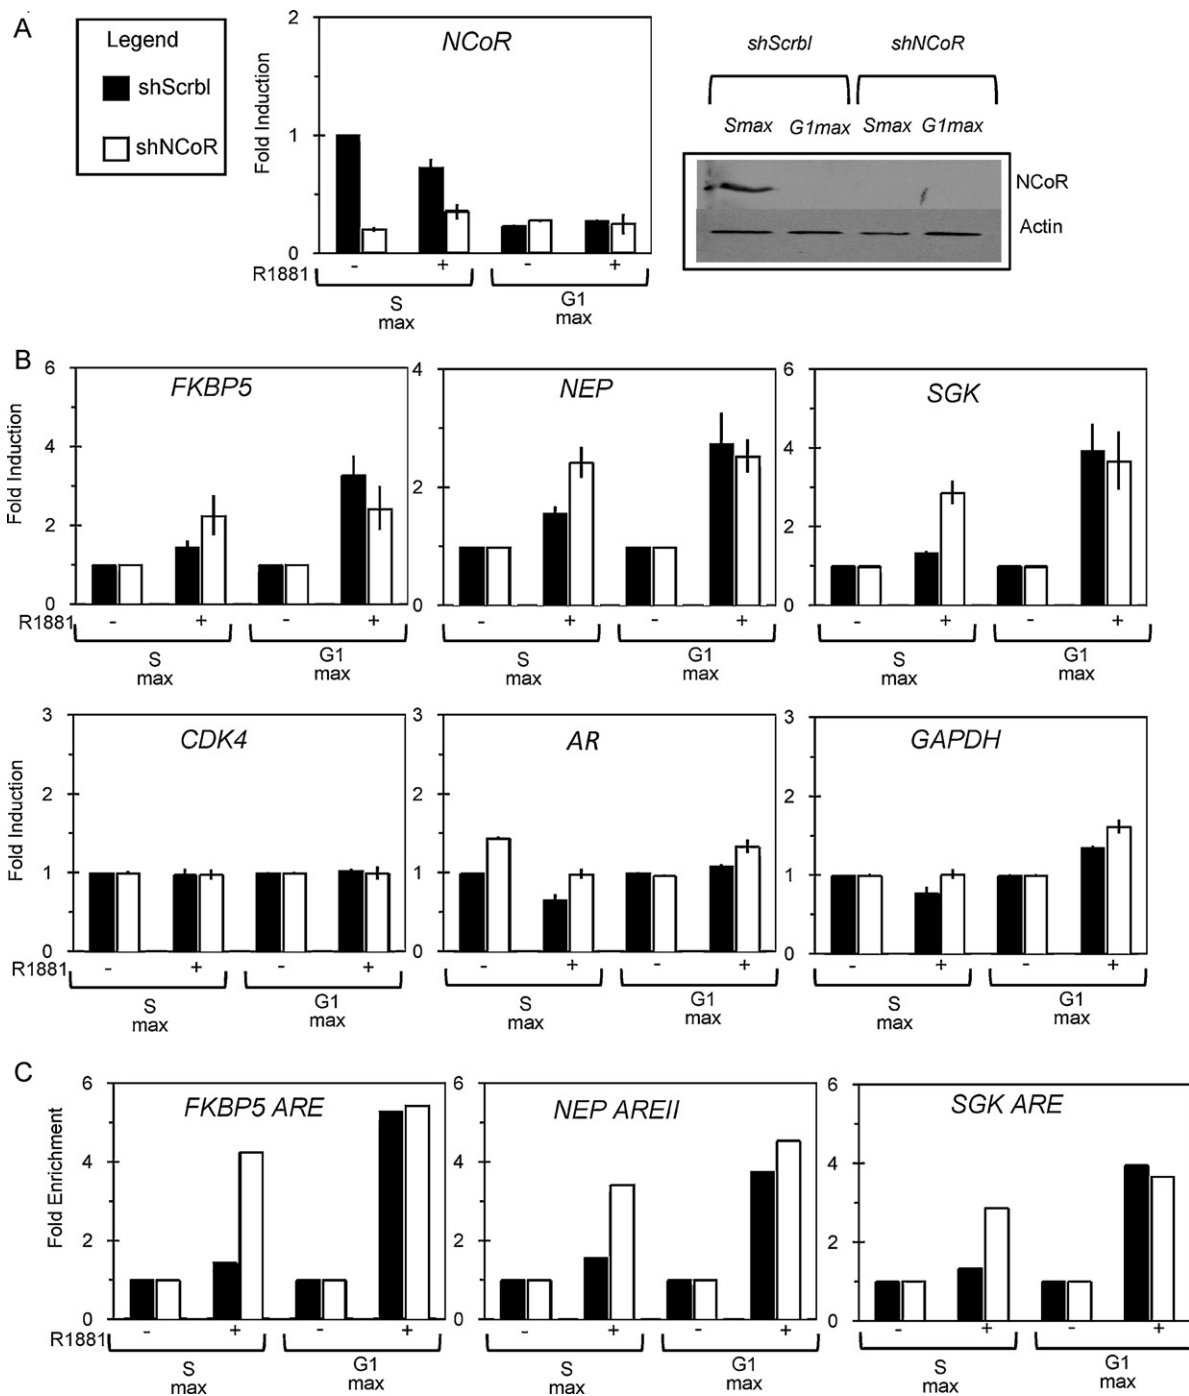 A
Legend
shScrbl
shNCoR
NCoR
Fold Induction
2
1
0
R1881 - + - +
S max
G1 max
shScrbl shNCoR
Smax G1max Smax G1max
NCoR
Actin
B
FKBP5
Fold Induction
6
4
2
0
R1881 - + - +
S max
G1 max
NEP
4
2
0
- + - +
S max
G1 max
SGK
6
4
2
0
- + - +
S max
G1 max
CDK4
Fold Induction
3
2
1
0
R1881 - + - +
S max
G1 max
AR
3
2
1
0
- + - +
S max
G1 max
GAPDH
3
2
1
0
- + - +
S max
G1 max
C
FKBP5 ARE
Fold Enrichment
6
4
2
0
R1881 - + - +
S max
G1 max
NEP AREII
6
4
2
0
- + - +
S max
G1 max
SGK ARE
6
4
2
0
- + - +
S max
G1 max